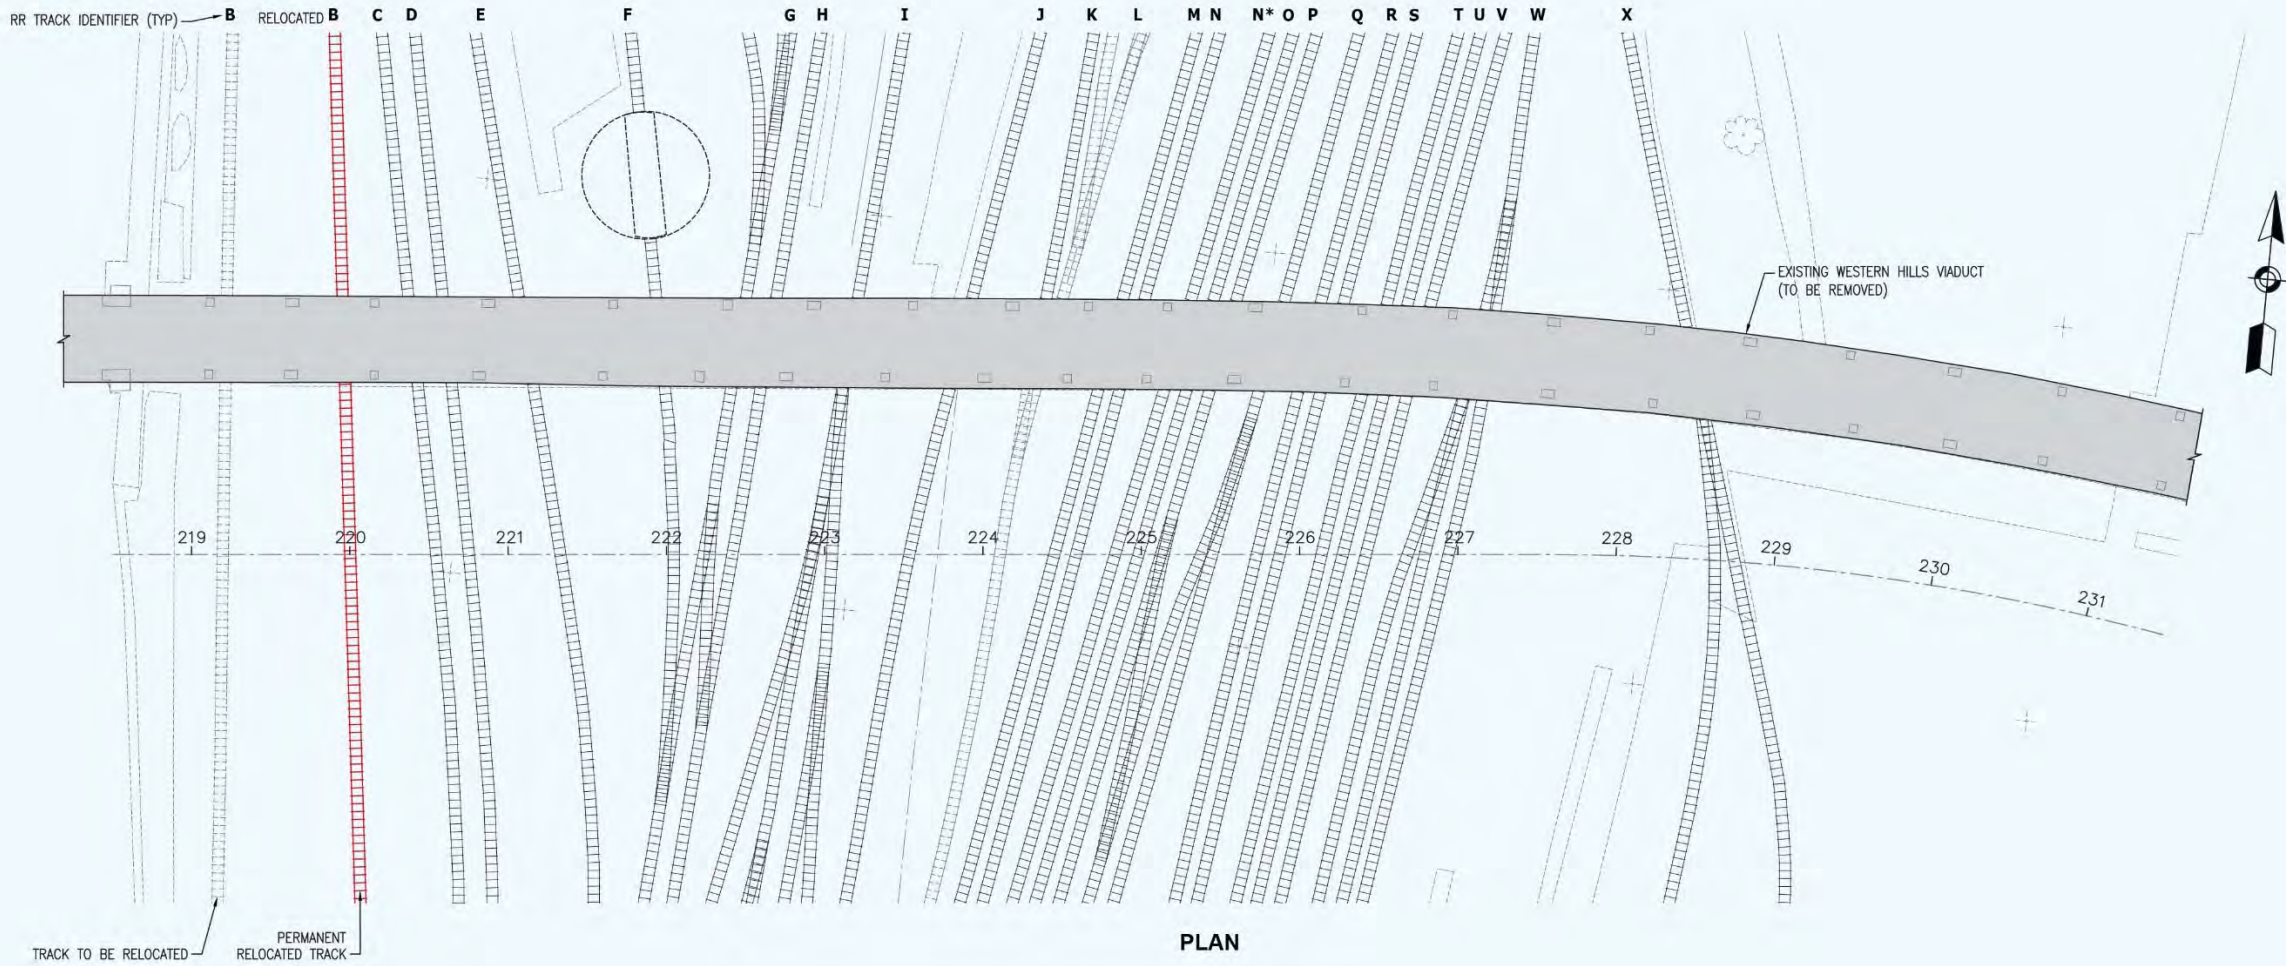 RR TRACK IDENTIFIER (TYP) B RELOCATED B C D E F G H I J K L M N N* O P Q R S T U V W X
EXISTING WESTERN HILLS VIADUCT
(TO BE REMOVED)
219 220 221 222 223 224 225 226 227 228 229 230 231
TRACK TO BE RELOCATED
PERMANENT
RELOCATED TRACK
PLAN